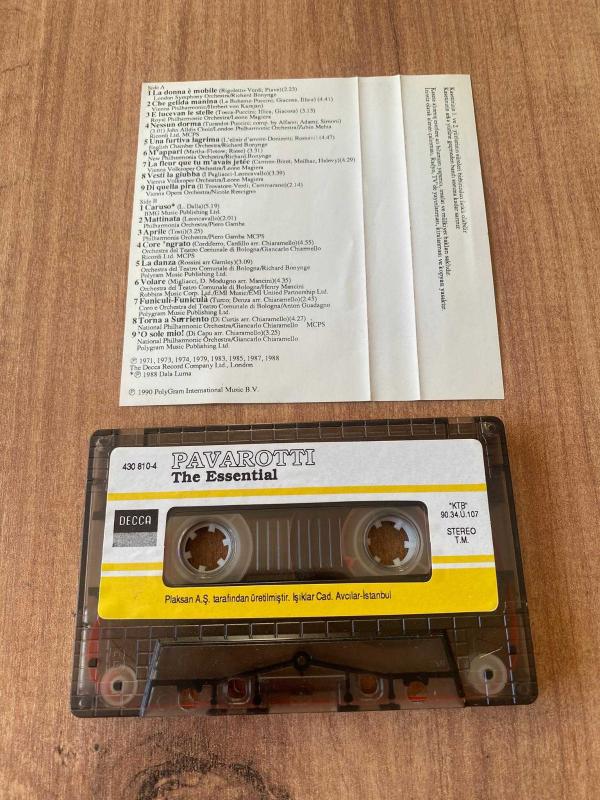 Side A
1 La donna è mobile (Rigoletto-Verdi; Piave)(2.23)
London Symphony Orchestra/Richard Bonynge
2 Che gelida manina (La Boheme-Puccini; Giacosa, Illica) (4.41)
Vienna Philharmonic/Herbert von Karajan
3 E lucevan le stelle (Tosca-Puccini; Illica, Giacosa) (3.13)
Royal Philharmonic Orchestra/Leone Magiera
4 Nessun dorma (Turandot-Puccini; comp. by Alfano; Adami; Simoni)
(3.01) John Alldis Choir/London Philharmonic Orchestra/Zubin Mehta
Ricordi Ltd. MCPS
5 Una furtiva lagrima (L'elisir d'amore-Donizetti; Romani) (4.47)
English Chamber Orchestra/Richard Bonynge
6 M'appari (Martha-Flotow; Riese) (3.31)
New Philharmonia Orchestra/Richard Bonynge
7 La fleur que tu m'avais jetée (Carmen-Bizet; Meilhac, Halevy)(4.29)
Vienna Volksoper Orchestra/Leone Magiera
8 Vesti la giubba (I Pagliacci-Leoncavallo)(3.39)
Vienna Volksoper Orchestra/Leone Magiera
9 Di quella pira (Il Trovatore-Verdi; Cammarano)(2.14)
Vienna Opera Orchestra/Nicola Rescignes
Side B
1 Caruso* (L. Dalla)(5.19)
BMG Music Publishing Ltd.
2 Mattinata (Leoncavallo)(2.01)
Philharmonia Orchestra/Piero Gamba
3 Aprile (Tosti)(3.25)
Philharmonia Orchestra/Piero Gamba MCPS
4 Core 'ngrato (Cordiferro, Cardillo arr. Chiaramello)(4.55)
Orchestra del Teatro Comunale di Bologna/Giancarlo Chiarmello
Ricordi Ltd. MCPS
5 La danza (Rossini arr Gamley)(3.09)
Orchestra del Teatro Comunale di Bologna/Richard Bonynge
Polygram Music Publishing Ltd.
6 Volare (Migliacci, D. Modugno arr. Mancini)(4.35)
Orchestra del Teatro Comunale di Bologna/Henry Mancini
Robbins Music Corp. Ltd./EMI Music/EMI United Partnership Ltd.
7 Funiculi-Funiculà (Turco; Denza arr. Chiaramello)(2.43)
Coro e Orchestra del Teatro Comunale di Bologna/Anton Guadagno
Polygram Music Publishing Ltd.
8 Torna a Surriento (Di Curtis arr. Chiaramello)(4.27)
National Philharmonic Orchestra/Giancarlo Chiaramello MCPS
9 'O sole mio! (Di Capu arr. Chiaramello)(3.25)
National Philharmonic Orchestra/Giancarlo Chiaramello
Polygram Music Publishing Ltd.
℗ 1971, 1973, 1974, 1979, 1983, 1985, 1987, 1988
The Decca Record Company Ltd., London
*℗ 1988 Dala Luma
℗ 1990 PolyGram International Music B.V.
430 810-4
PAVAROTTI
The Essential
DECCA
"KTB"
90.34.Ü.107
STEREO
T.M.
Plaksan A.Ş. tarafından üretilmiştir. Işıklar Cad. Avcılar-İstanbul